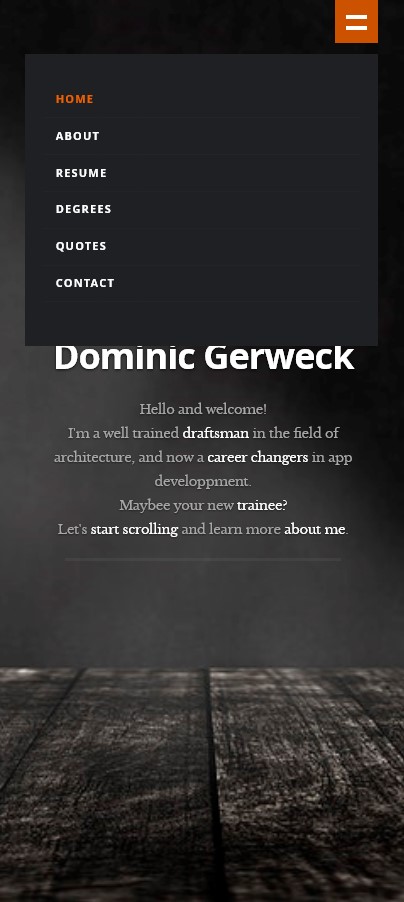 HOME
ABOUT
RESUME
DEGREES
QUOTES
CONTACT
Dominic Gerweck
Hello and welcome!
I'm a well trained draftsman in the field of
architecture, and now a career changers in app
developpment.
Maybee your new trainee?
Let's start scrolling and learn more about me.